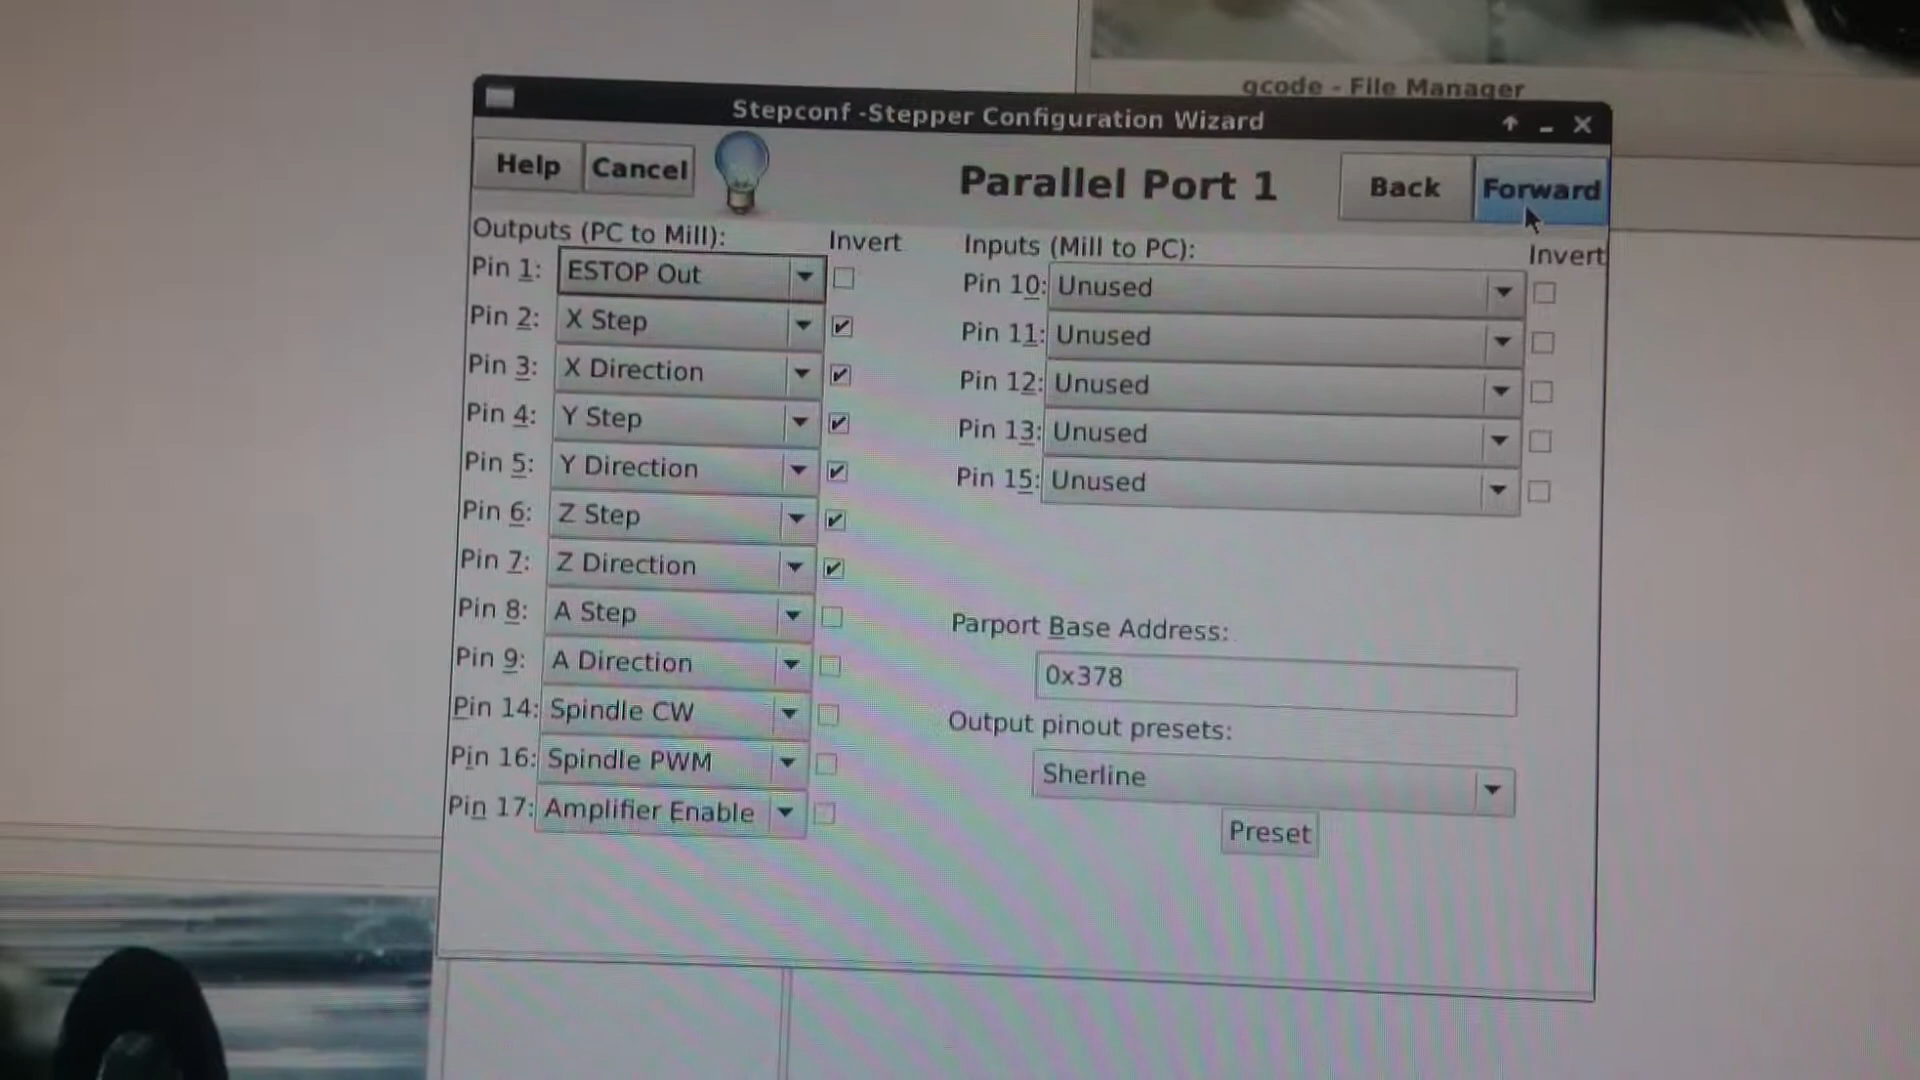 gcode - File Manager
Stepconf -Stepper Configuration Wizard
Help
Cancel
Parallel Port 1
Back
Forward
Outputs (PC to Mill):
Invert
Inputs (Mill to PC):
Invert
Pin 1: ESTOP Out
Pin 2: X Step
Pin 3: X Direction
Pin 4: Y Step
Pin 5: Y Direction
Pin 6: Z Step
Pin 7: Z Direction
Pin 8: A Step
Pin 9: A Direction
Pin 14: Spindle CW
Pin 16: Spindle PWM
Pin 17: Amplifier Enable
Pin 10: Unused
Pin 11: Unused
Pin 12: Unused
Pin 13: Unused
Pin 15: Unused
Parport Base Address:
0x378
Output pinout presets:
Sherline
Preset